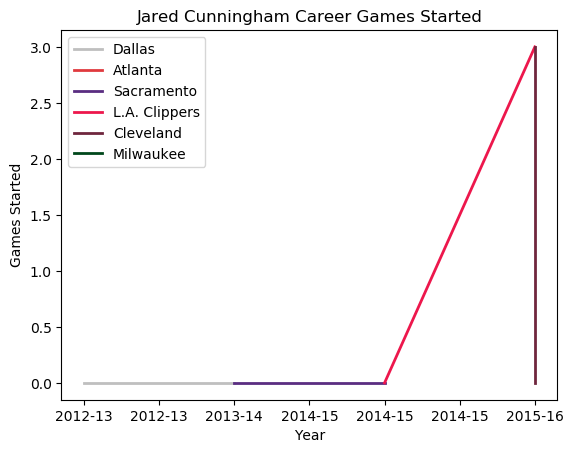 Jared Cunningham Career Games Started
Dallas
Atlanta
Sacramento
L.A. Clippers
Cleveland
Milwaukee
3.0
2.5
2.0
1.5
1.0
0.5
0.0
Games Started
2012-13 2012-13 2013-14 2014-15 2014-15 2014-15 2015-16
Year